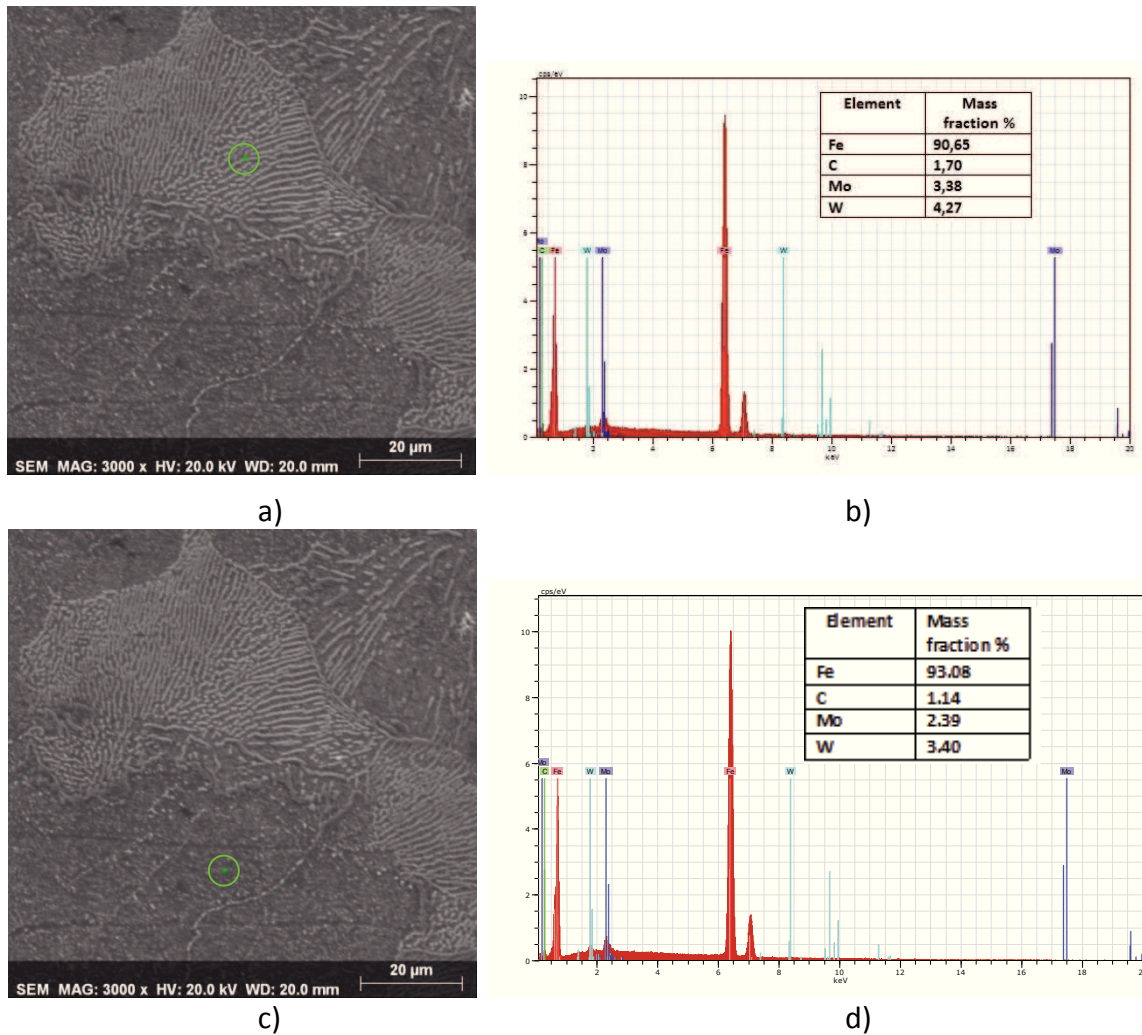 20 µm
SEM MAG: 3000 x HV: 20.0 kV WD: 20.0 mm
a)
cps/eV
Element Mass fraction %
Fe 90,65
C 1,70
Mo 3,38
W 4,27
10
8
6
4
2
0
Mo
C Fe W Mo Fe W Mo
2 4 6 8 10 12 14 16 18 20
keV
b)
20 µm
SEM MAG: 3000 x HV: 20.0 kV WD: 20.0 mm
c)
cps/eV
Element Mass fraction %
Fe 93.08
C 1.14
Mo 2.39
W 3.40
10
8
6
4
2
0
Mo
C Fe W Mo Fe W Mo
2 4 6 8 10 12 14 16 18
keV
d)